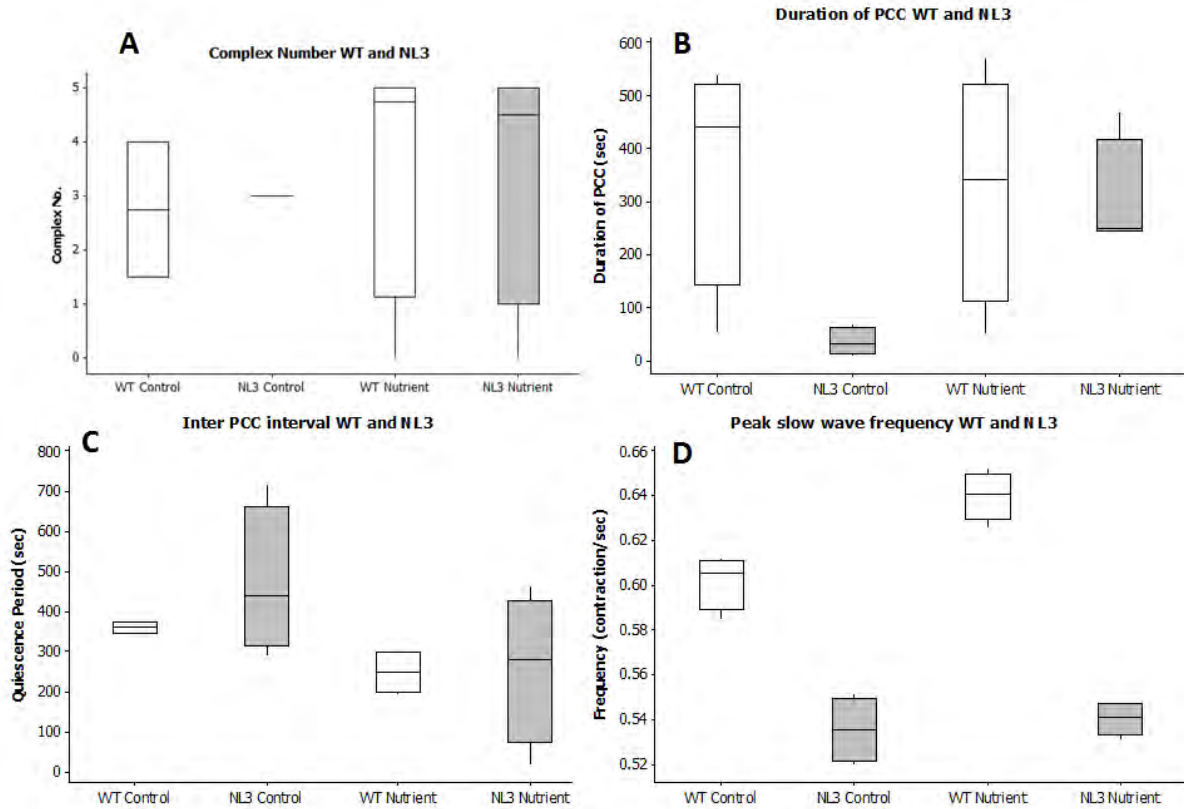 A
Complex Number WT and NL3
Complex No.
5
4
3
2
1
0
WT Control NL3 Control WT Nutrient NL3 Nutrient
Duration of PCC WT and NL3
B
Duration of PCC (sec)
600
500
400
300
200
100
0
WT Control NL3 Control WT Nutrient NL3 Nutrient
Inter PCC interval WT and NL3
C
Quiescence Period (sec)
800
700
600
500
400
300
200
100
0
WT Control NL3 Control WT Nutrient NL3 Nutrient
Peak slow wave frequency WT and NL3
D
Frequency (contraction/sec)
0.66
0.64
0.62
0.60
0.58
0.56
0.54
0.52
WT Control NL3 Control WT Nutrient NL3 Nutrient